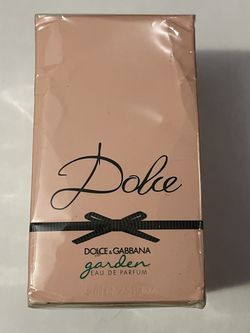 Dolce
DOLCE & GABBANA
garden
EAU DE PARFUM